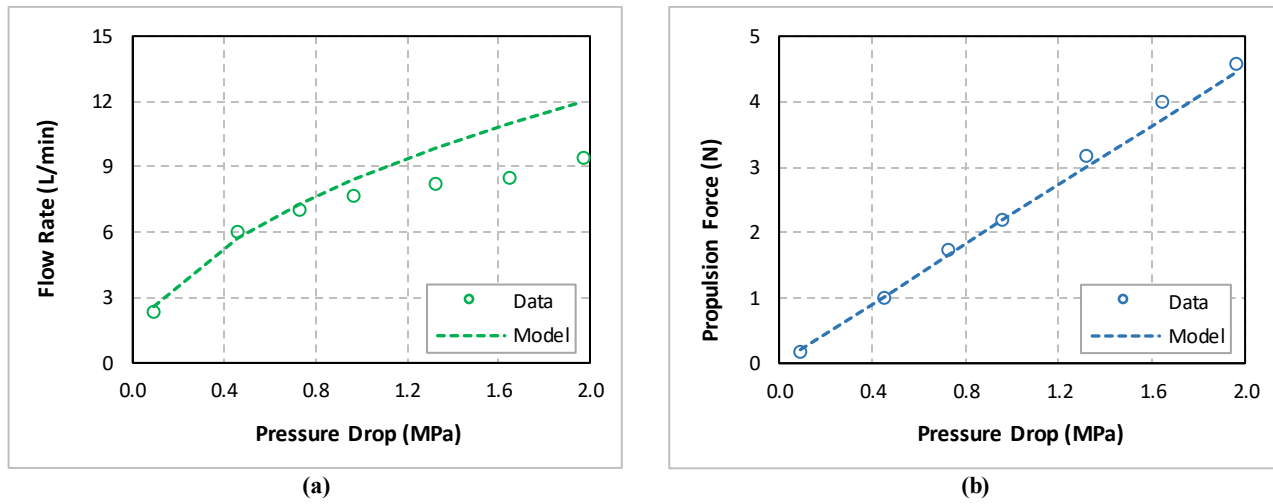 15
12
9
6
3
0
Flow Rate (L/min)
Data
Model
0.0 0.4 0.8 1.2 1.6 2.0
Pressure Drop (MPa)
(a)
5
4
3
2
1
0
Propulsion Force (N)
Data
Model
0.0 0.4 0.8 1.2 1.6 2.0
Pressure Drop (MPa)
(b)